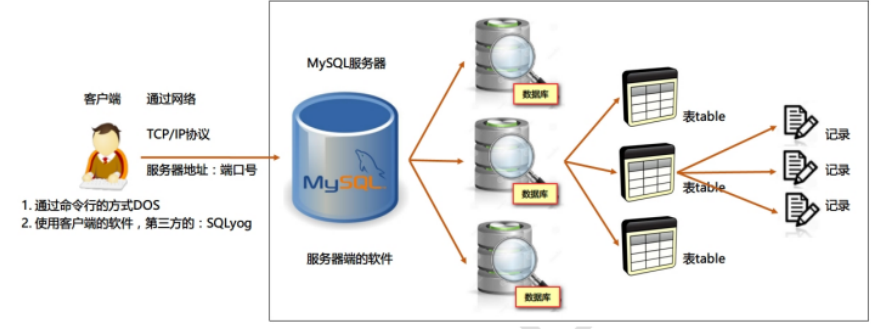 客户端
通过网络
TCP/IP协议
服务器地址：端口号
1. 通过命令行的方式DOS
2. 使用客户端的软件，第三方的：SQLyog
MySQL服务器
MySQL
服务器端的软件
数据库
数据库
数据库
表table
表table
表table
记录
记录
记录